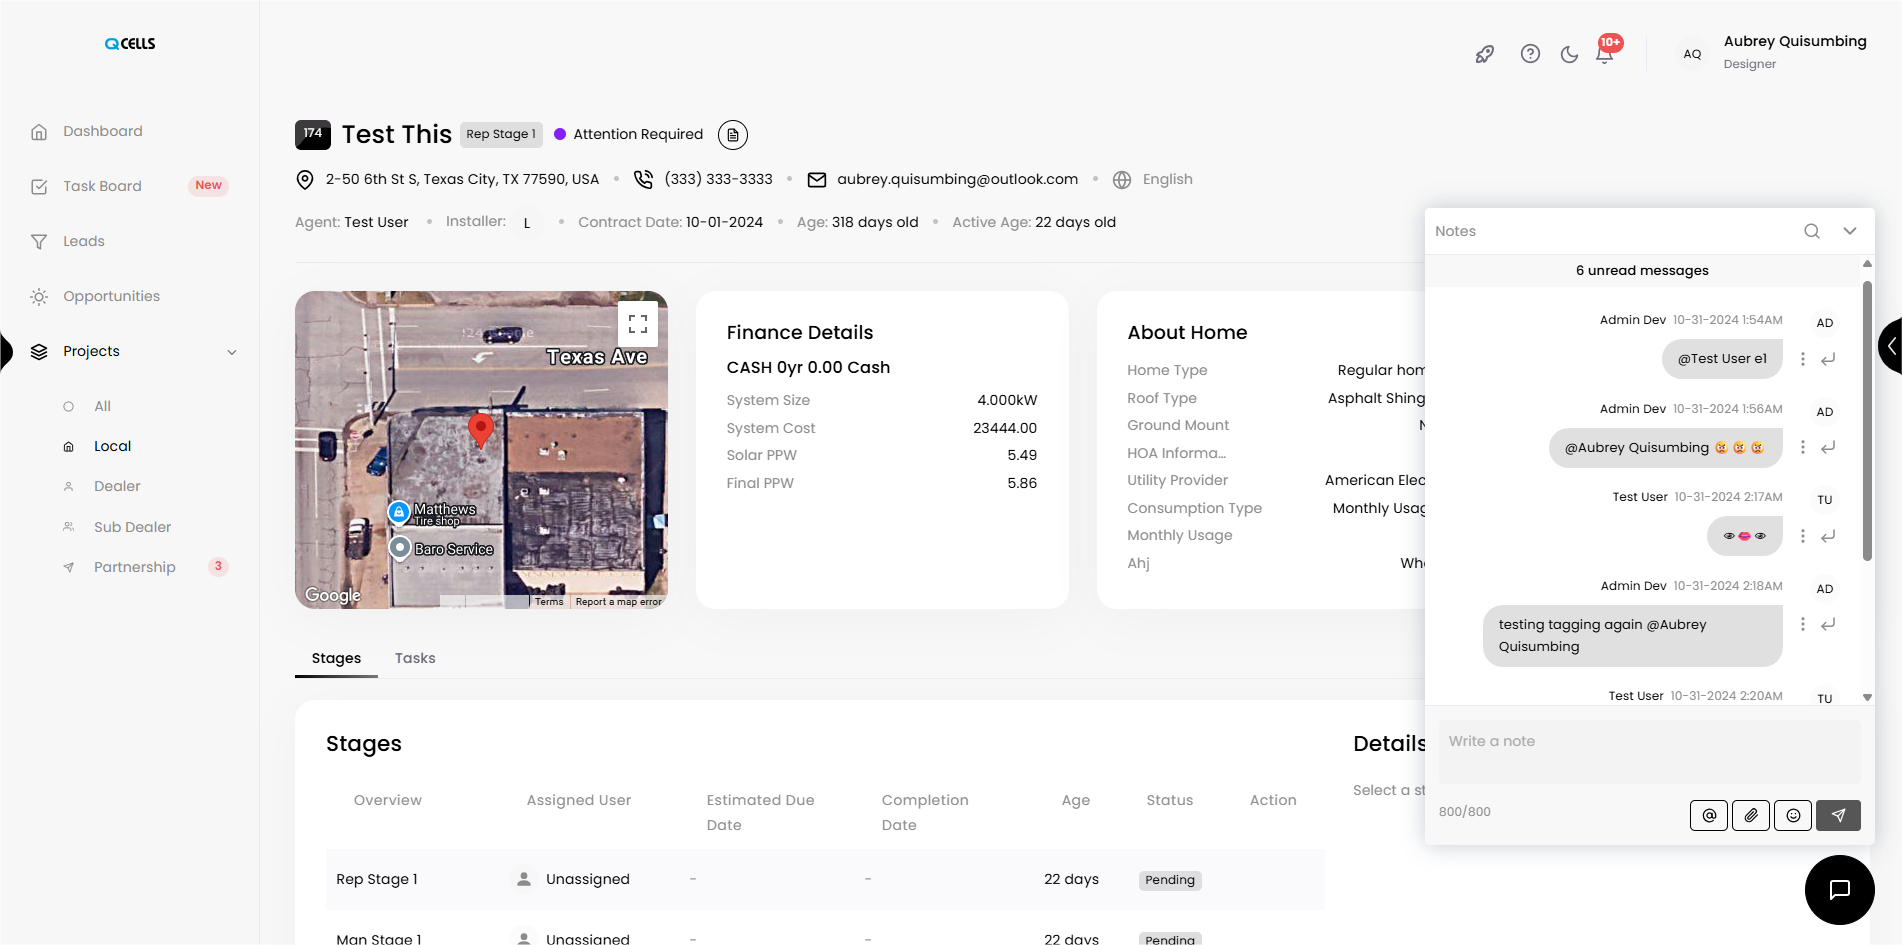 QCELLS
10+
AQ
Aubrey Quisumbing
Designer
Dashboard
Task Board
New
Leads
Opportunities
Projects
All
Local
Dealer
Sub Dealer
Partnership
3
174
Test This
Rep Stage 1
Attention Required
2-50 6th St S, Texas City, TX 77590, USA
(333) 333-3333
aubrey.quisumbing@outlook.com
English
Agent: Test User
Installer: L
Contract Date: 10-01-2024
Age: 318 days old
Active Age: 22 days old
Texas Ave
Matthews
Tire shop
Baro Service
Google
Terms
Report a map error
Finance Details
CASH 0yr 0.00 Cash
System Size 4.000kW
System Cost 23444.00
Solar PPW 5.49
Final PPW 5.86
About Home
Home Type Regular hom
Roof Type Asphalt Shing
Ground Mount N
HOA Informa...
Utility Provider American Elec
Consumption Type Monthly Usag
Monthly Usage
Ahj Whe
Notes
6 unread messages
Admin Dev 10-31-2024 1:54AM
AD
@Test User e1
Admin Dev 10-31-2024 1:56AM
AD
@Aubrey Quisumbing
Test User 10-31-2024 2:17AM
TU
Admin Dev 10-31-2024 2:18AM
AD
testing tagging again @Aubrey
Quisumbing
Test User 10-31-2024 2:20AM
TU
Write a note
800/800
Stages
Tasks
Stages
Overview
Assigned User
Estimated Due
Date
Completion
Date
Age
Status
Action
Rep Stage 1 Unassigned - - 22 days Pending
Man Stage 1 Unassigned - - 22 days Pending
Details
Select a st